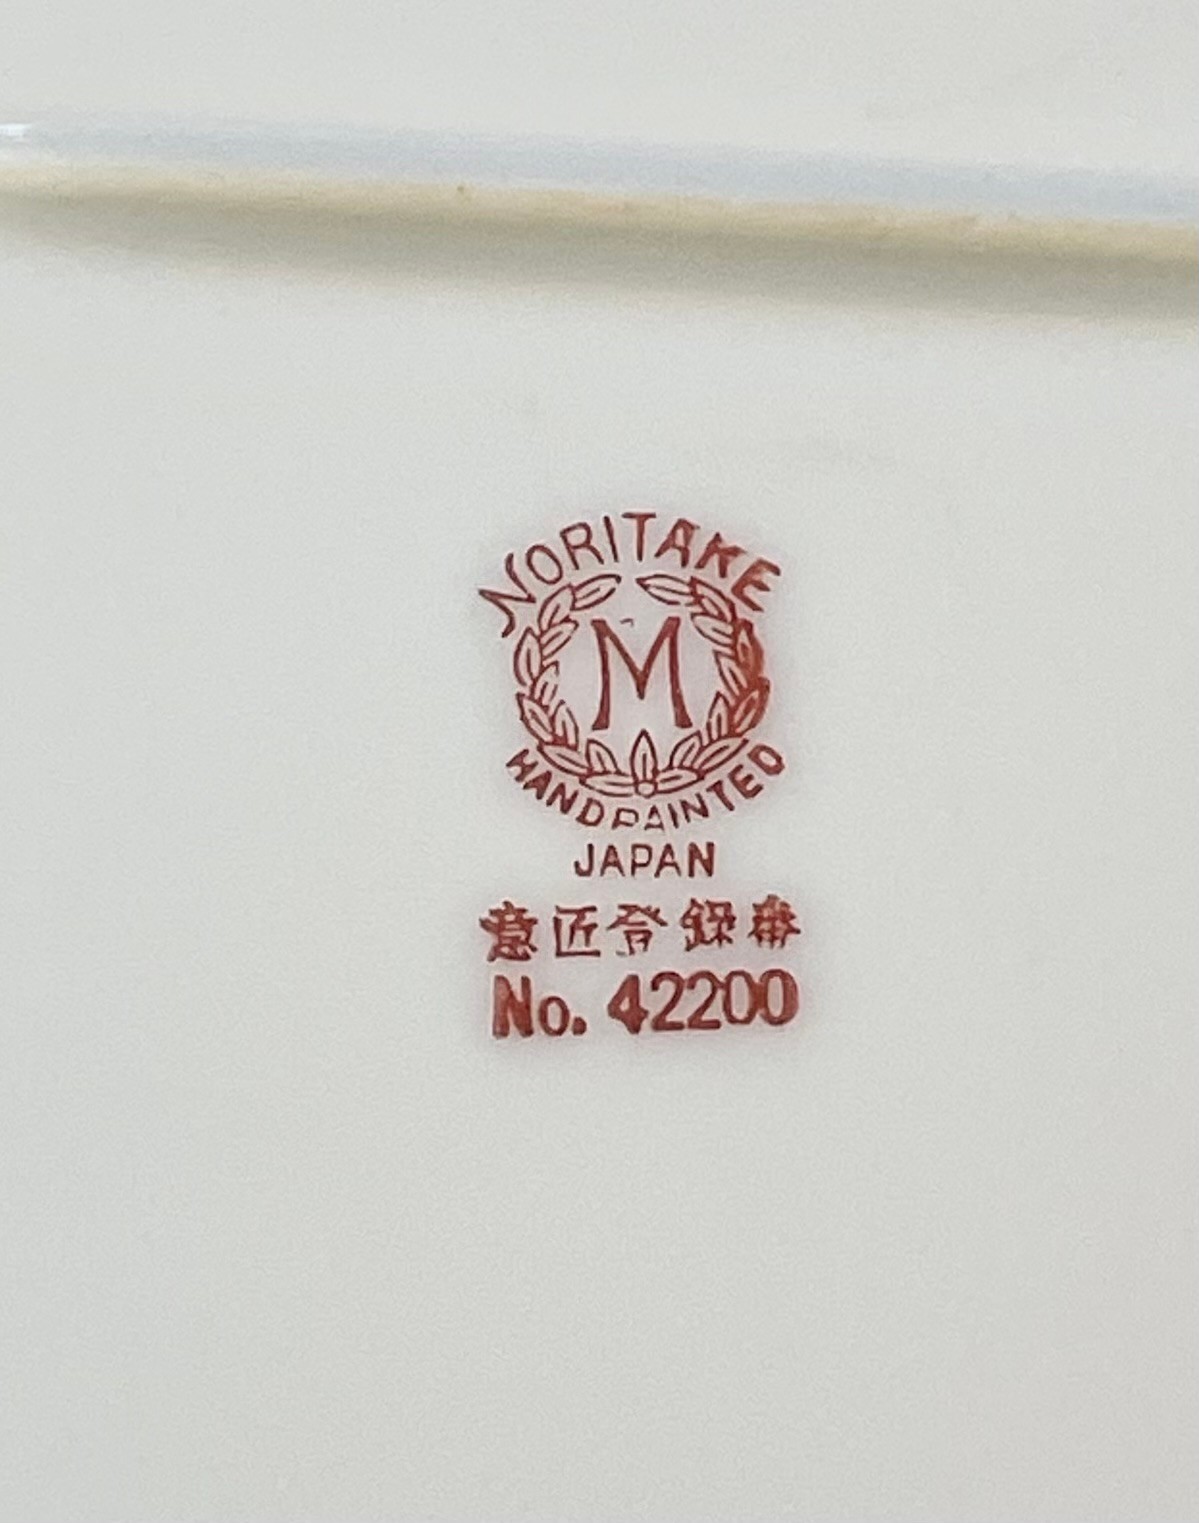 NORITAKE
M
HANDPAINTED
JAPAN
意匠登録番
No. 42200